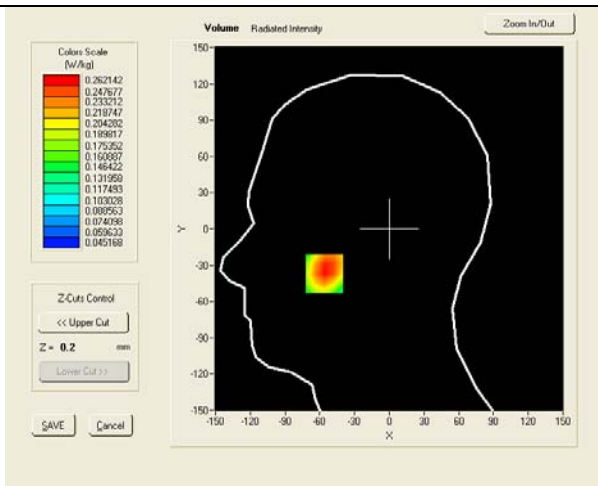 Volume Radiated Intensity
Zoom In/Out
Colors Scale
(W/kg)
0.262142
0.247677
0.233212
0.218747
0.204282
0.189817
0.175352
0.160887
0.146422
0.131958
0.117493
0.103028
0.088563
0.074098
0.059633
0.045168
Z-Cuts Control
<< Upper Cut
Z = 0.2 mm
Lower Cut >>
SAVE Cancel
150
120
90
60
30
0
-30
-60
-90
-120
-150
Y
-150 -120 -90 -60 -30 0 30 60 90 120 150
X